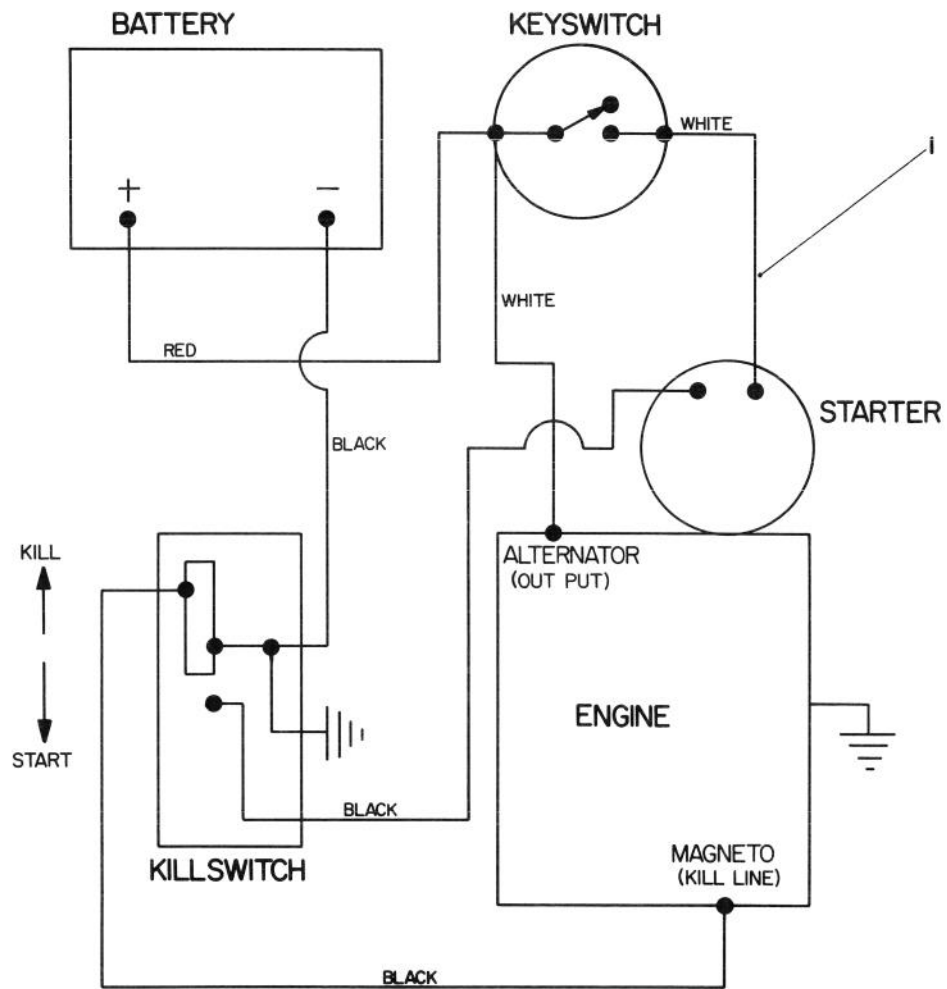 BATTERY
KEYSWITCH
WHITE
i
+ −
WHITE
RED
STARTER
BLACK
KILL
ALTERNATOR
(OUT PUT)
ENGINE
START
BLACK
MAGNETO
(KILL LINE)
KILLSWITCH
BLACK